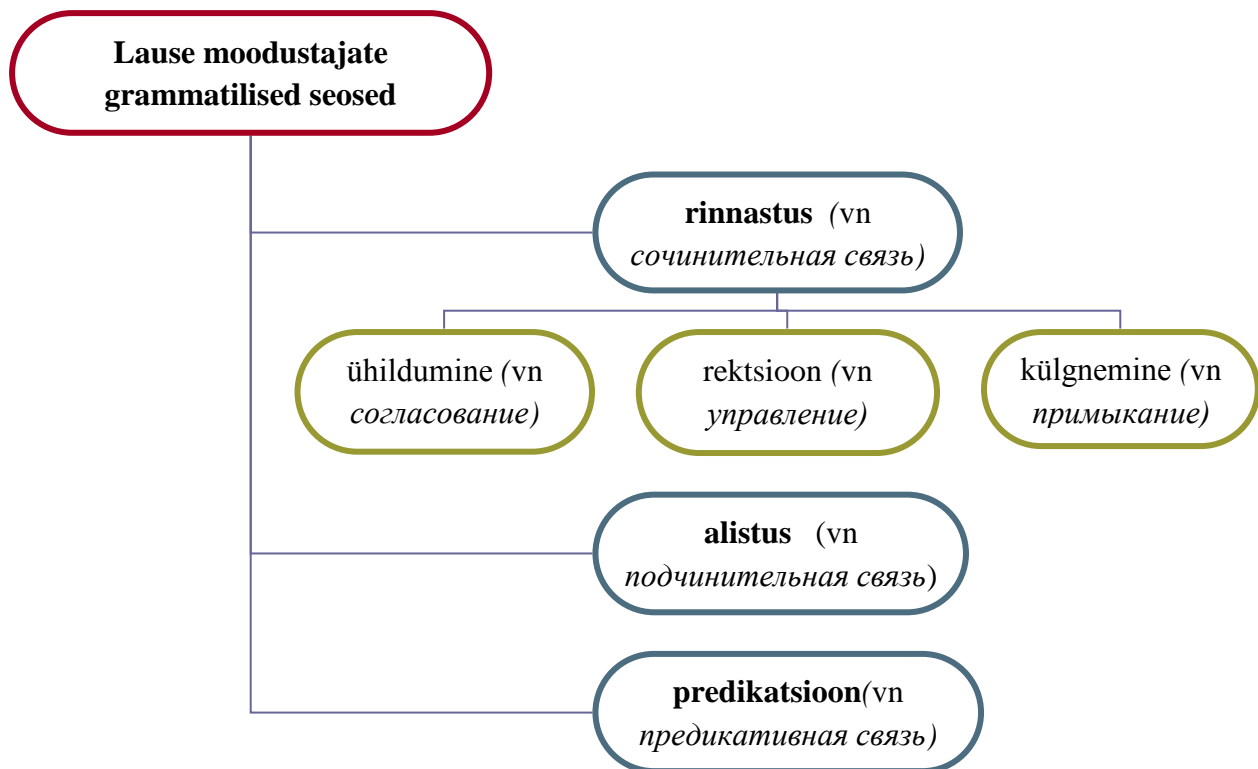 Lause moodustajate
grammatilised seosed
rinnastus (vn
сочинительная связь)
ühildumine (vn
согласование)
rektsioon (vn
управление)
külgnemine (vn
примыкание)
alistus (vn
подчинительная связь)
predikatsioon(vn
предикативная связь)